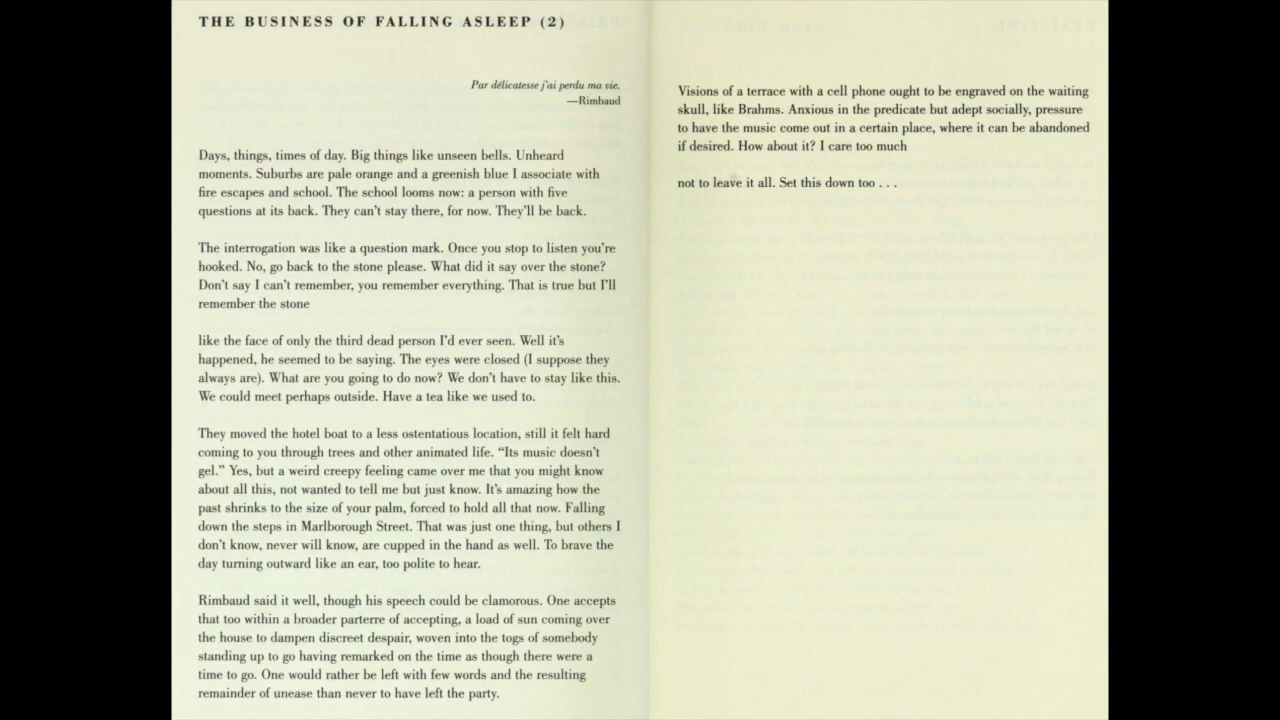 THE BUSINESS OF FALLING ASLEEP (2)
Par délicatesse j'ai perdu ma vie.
—Rimbaud
Days, things, times of day. Big things like unseen bells. Unheard
moments. Suburbs are pale orange and a greenish blue I associate with
fire escapes and school. The school looms now: a person with five
questions at its back. They can't stay there, for now. They'll be back.
The interrogation was like a question mark. Once you stop to listen you're
hooked. No, go back to the stone please. What did it say over the stone?
Don't say I can't remember, you remember everything. That is true but I'll
remember the stone
like the face of only the third dead person I'd ever seen. Well it's
happened, he seemed to be saying. The eyes were closed (I suppose they
always are). What are you going to do now? We don't have to stay like this.
We could meet perhaps outside. Have a tea like we used to.
They moved the hotel boat to a less ostentatious location, still it felt hard
coming to you through trees and other animated life. “Its music doesn't
gel.” Yes, but a weird creepy feeling came over me that you might know
about all this, not wanted to tell me but just know. It's amazing how the
past shrinks to the size of your palm, forced to hold all that now. Falling
down the steps in Marlborough Street. That was just one thing, but others I
don't know, never will know, are cupped in the hand as well. To brave the
day turning outward like an ear, too polite to hear.
Rimbaud said it well, though his speech could be clamorous. One accepts
that too within a broader parterre of accepting, a load of sun coming over
the house to dampen discreet despair, woven into the togs of somebody
standing up to go having remarked on the time as though there were a
time to go. One would rather be left with few words and the resulting
remainder of unease than never to have left the party.
Visions of a terrace with a cell phone ought to be engraved on the waiting
skull, like Brahms. Anxious in the predicate but adept socially, pressure
to have the music come out in a certain place, where it can be abandoned
if desired. How about it? I care too much
not to leave it all. Set this down too . . .